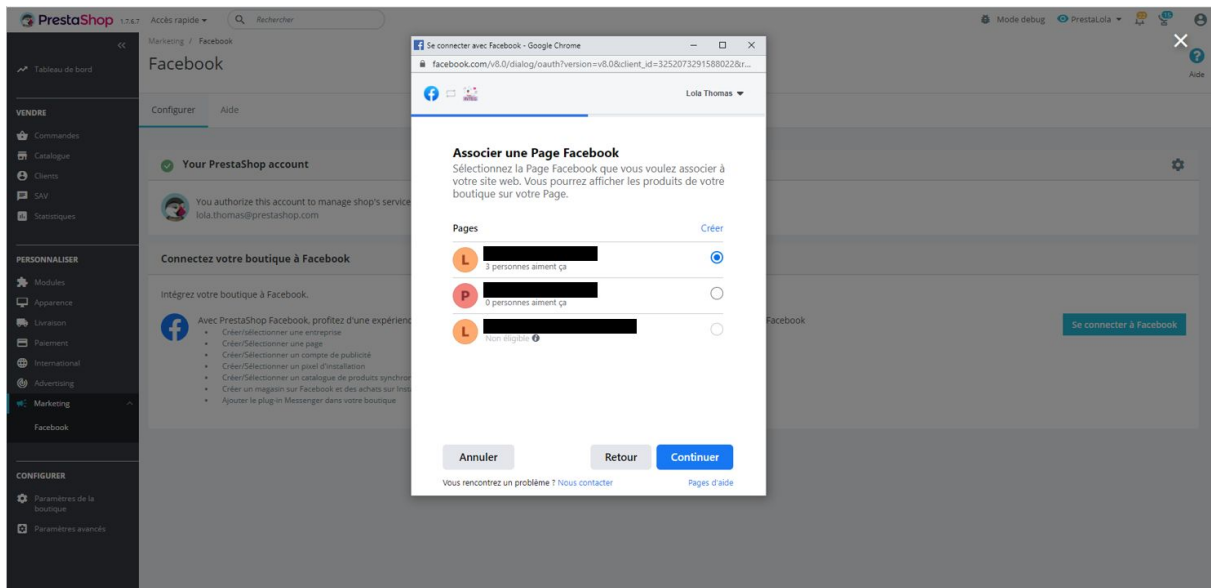 PrestaShop 1.7.6.7 Accès rapide Rechercher Mode debug PrestaLola
Marketing / Facebook
Facebook
Aide
Configurer Aide
Tableau de bord
VENDRE
Commandes
Catalogue
Clients
SAV
Statistiques
PERSONNALISER
Modules
Apparence
Livraison
Paiement
International
Advertising
Marketing
Facebook
CONFIGURER
Paramètres de la
boutique
Paramètres avancés
Your PrestaShop account
You authorize this account to manage shop's service
lola.thomas@prestashop.com
Connectez votre boutique à Facebook
Intégrez votre boutique à Facebook.
Avec PrestaShop Facebook, profitez d'une expérienc
Facebook
Créer/sélectionner une entreprise
Créer/Sélectionner une page
Créer/Sélectionner un compte de publicité
Créer/Sélectionner un pixel d'installation
Créer/Sélectionner un catalogue de produits synchron
Créer un magasin sur Facebook et des achats sur Inst
Ajouter le plug-in Messenger dans votre boutique
Se connecter à Facebook
Se connecter avec Facebook - Google Chrome
facebook.com/v8.0/dialog/oauth?version=v8.0&client_id=3252073291588022&r...
Lola Thomas
Associer une Page Facebook
Sélectionnez la Page Facebook que vous voulez associer à
votre site web. Vous pourrez afficher les produits de votre
boutique sur votre Page.
Pages Créer
L
3 personnes aiment ça
P
0 personnes aiment ça
L
Non éligible
Annuler Retour Continuer
Vous rencontrez un problème ? Nous contacter Pages d'aide